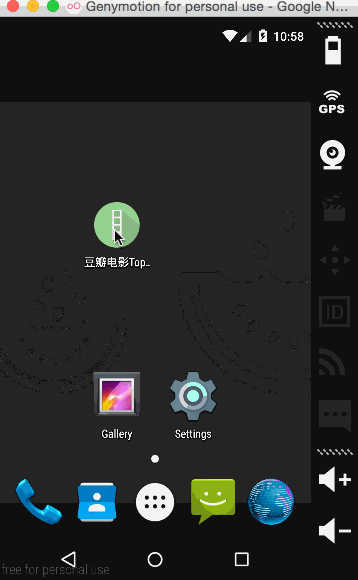 Genymotion for personal use - Google N...
10:58
GPS
豆瓣电影Top...
ID
Gallery
Settings
free for personal use